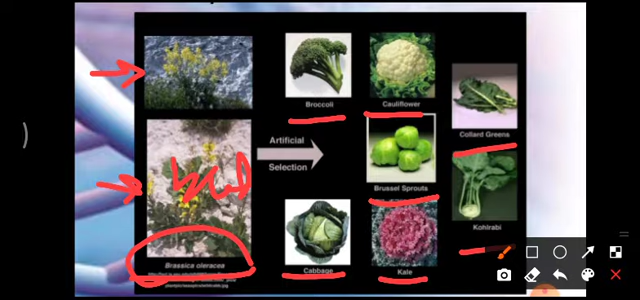 Broccoli
Cauliflower
Collard Greens
Artificial
Selection
Brussel Sprouts
Kohlrabi
Brassica oleracea
Cabbage
Kale